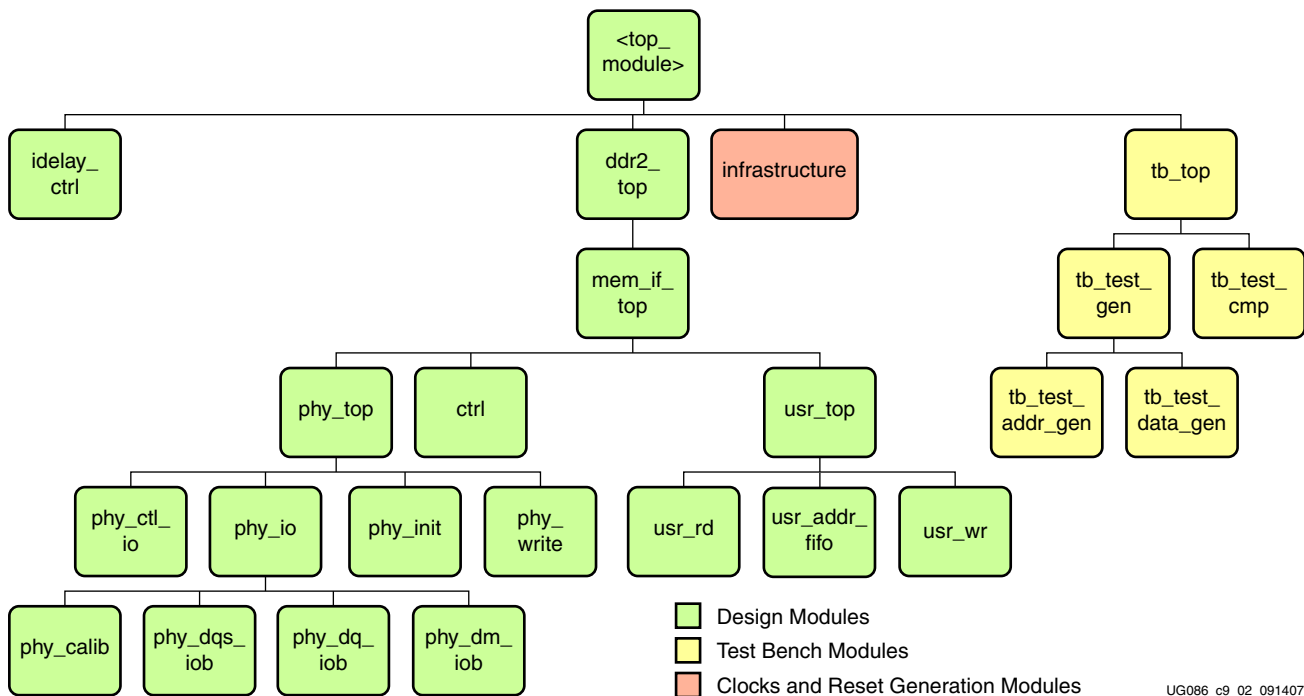 <top_
module>
idelay_
ctrl
ddr2_
top
infrastructure
tb_top
mem_if_
top
tb_test_
gen
tb_test_
cmp
phy_top
ctrl
usr_top
tb_test_
addr_gen
tb_test_
data_gen
phy_ctl_
io
phy_io
phy_init
phy_
write
usr_rd
usr_addr_
fifo
usr_wr
phy_calib
phy_dqs_
iob
phy_dq_
iob
phy_dm_
iob
Design Modules
Test Bench Modules
Clocks and Reset Generation Modules
UG086_c9_02_091407